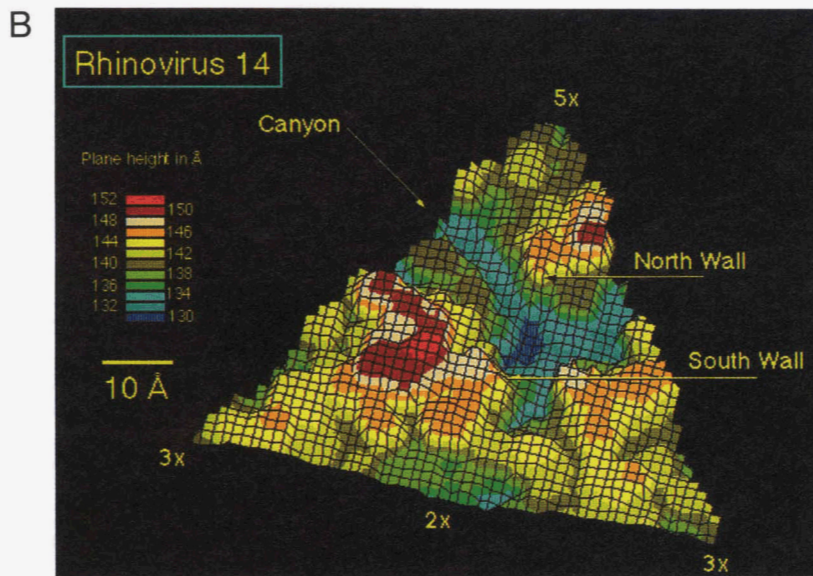 B
Rhinovirus 14
5x
Canyon
Plane height in Å
152
150
148
146
144
142
140
138
136
134
132
130
North Wall
South Wall
10 Å
3x
2x
3x